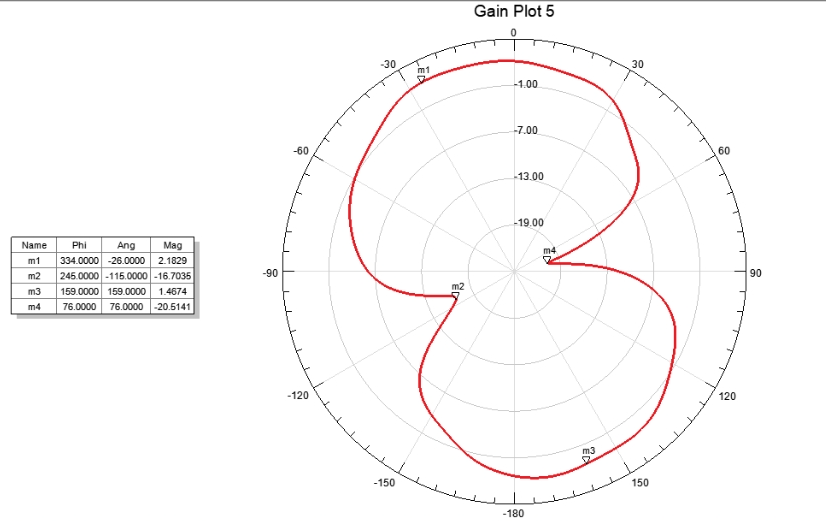 Gain Plot 5
0
-30
30
m1
-1.00
-7.00
-60
60
-13.00
-19.00
Name Phi Ang Mag
m1 334.0000 -26.0000 2.1829
m2 245.0000 -115.0000 -16.7035
m3 159.0000 159.0000 1.4674
m4 76.0000 76.0000 -20.5141
m4
-90
90
m2
-120
120
m3
-150
150
-180